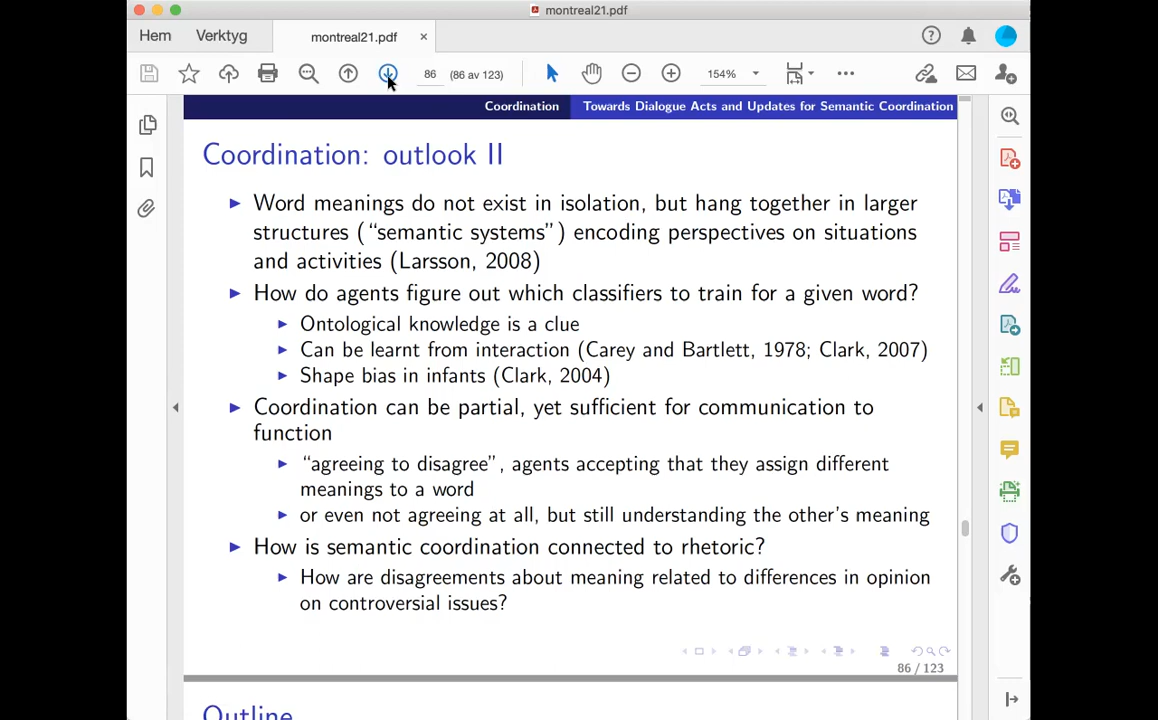 montreal21.pdf
Hem Verktyg montreal21.pdf ×
86 (86 av 123) 154%
Coordination Towards Dialogue Acts and Updates for Semantic Coordination
Coordination: outlook II
Word meanings do not exist in isolation, but hang together in larger
structures (“semantic systems”) encoding perspectives on situations
and activities (Larsson, 2008)
How do agents figure out which classifiers to train for a given word?
Ontological knowledge is a clue
Can be learnt from interaction (Carey and Bartlett, 1978; Clark, 2007)
Shape bias in infants (Clark, 2004)
Coordination can be partial, yet sufficient for communication to
function
“agreeing to disagree”, agents accepting that they assign different
meanings to a word
or even not agreeing at all, but still understanding the other’s meaning
How is semantic coordination connected to rhetoric?
How are disagreements about meaning related to differences in opinion
on controversial issues?
86 / 123
Outline